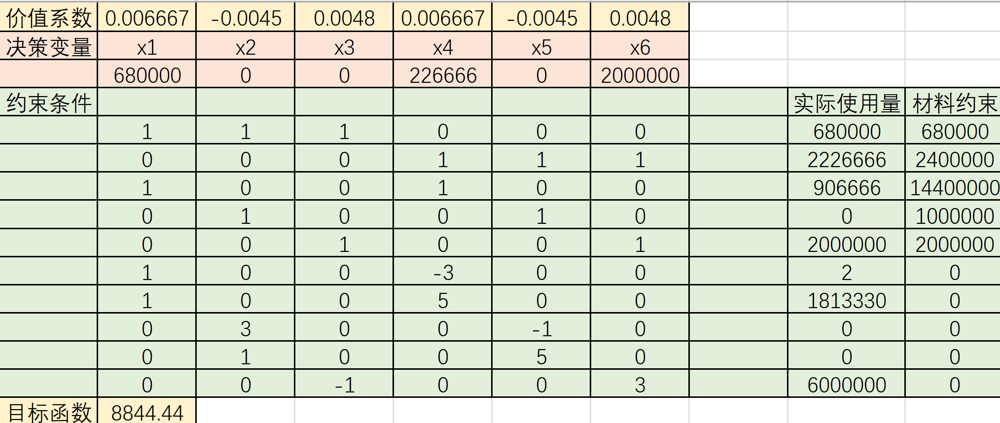 价值系数 0.006667 -0.0045 0.0048 0.006667 -0.0045 0.0048
决策变量 x1 x2 x3 x4 x5 x6
680000 0 0 226666 0 2000000
约束条件 实际使用量 材料约束
1 1 1 0 0 0 680000 680000
0 0 0 1 1 1 2226666 2400000
1 0 0 1 0 0 906666 14400000
0 1 0 0 1 0 0 1000000
0 0 1 0 0 1 2000000 2000000
1 0 0 -3 0 0 2 0
1 0 0 5 0 0 1813330 0
0 3 0 0 -1 0 0 0
0 1 0 0 5 0 0 0
0 0 -1 0 0 3 6000000 0
目标函数 8844.44